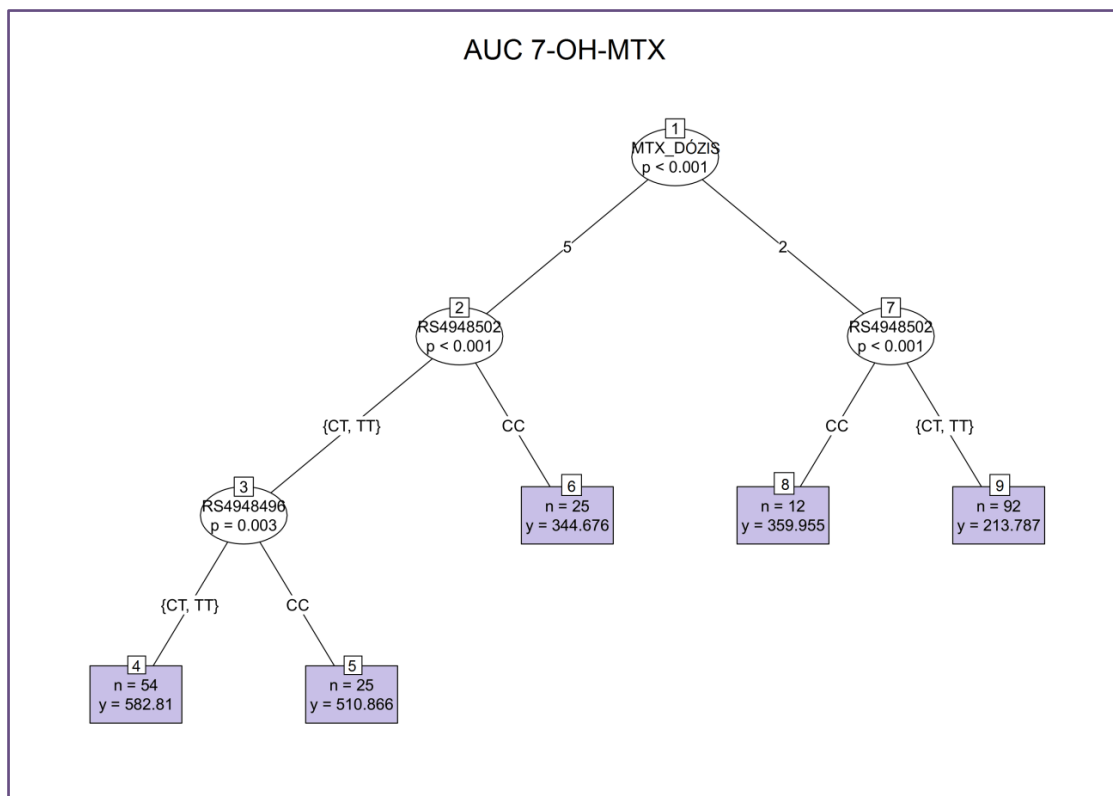 AUC 7-OH-MTX
1
MTX_DÓZIS
p < 0.001
5
2
2
RS4948502
p < 0.001
7
RS4948502
p < 0.001
{CT, TT}
CC
CC
{CT, TT}
3
RS4948496
p = 0.003
6
n = 25
y = 344.676
8
n = 12
y = 359.955
9
n = 92
y = 213.787
{CT, TT}
CC
4
n = 54
y = 582.81
5
n = 25
y = 510.866